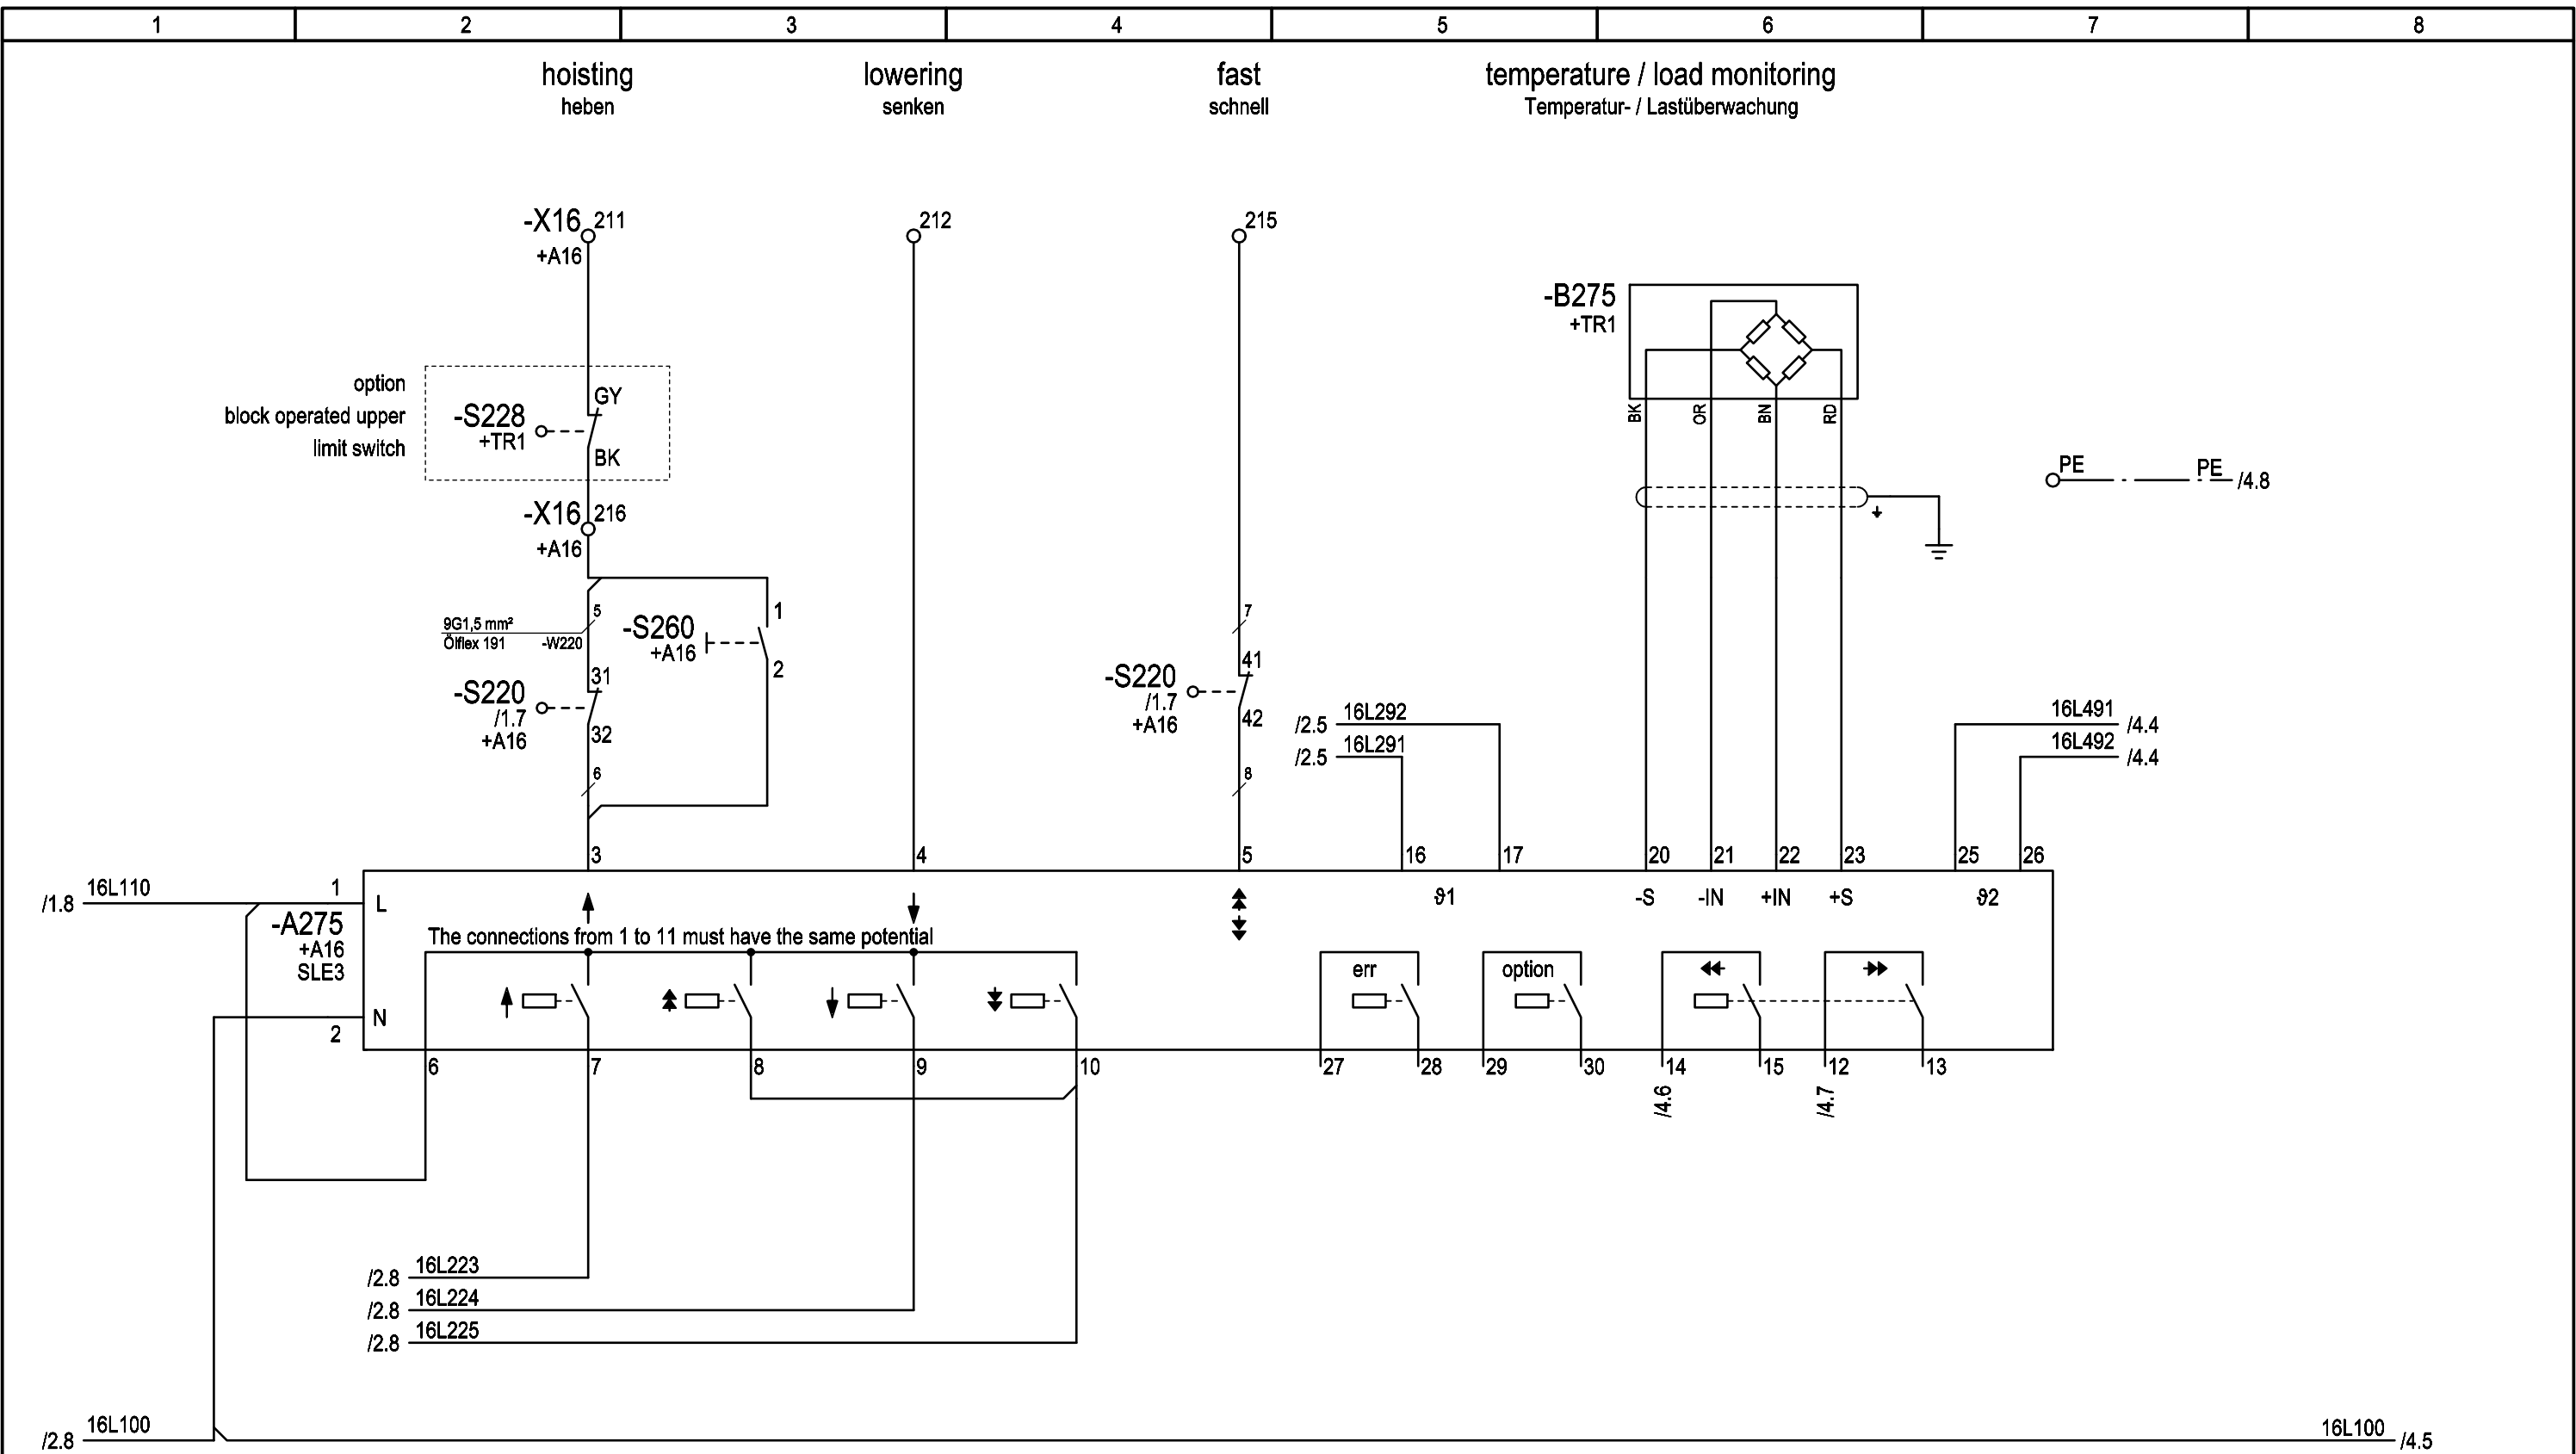 1 2 3 4 5 6 7 8
hoisting
heben
lowering
senken
fast
schnell
temperature / load monitoring
Temperatur- / Lastüberwachung
-X16 211
+A16
212
215
-B275
+TR1
BK OR BN RD
option
block operated upper
limit switch
-S228
+TR1
GY
BK
PE PE /4.8
-X16 216
+A16
9G1,5 mm²
Ölflex 191 -W220
5
-S260
+A16
1
2
31
-S220
/1.7
+A16
32
6
7
41
-S220
/1.7
+A16
42
8
/2.5 16L292
/2.5 16L291
16L491 /4.4
16L492 /4.4
3 4 5 16 17 20 21 22 23 25 26
/1.8 16L110 1 L
-A275
+A16
SLE3
ϑ1 -S -IN +IN +S ϑ2
The connections from 1 to 11 must have the same potential
err option
N
2
6 7 8 9 10 27 28 29 30 14 15 12 13
/4.6 /4.7
/2.8 16L223
/2.8 16L224
/2.8 16L225
/2.8 16L100 16L100 /4.5